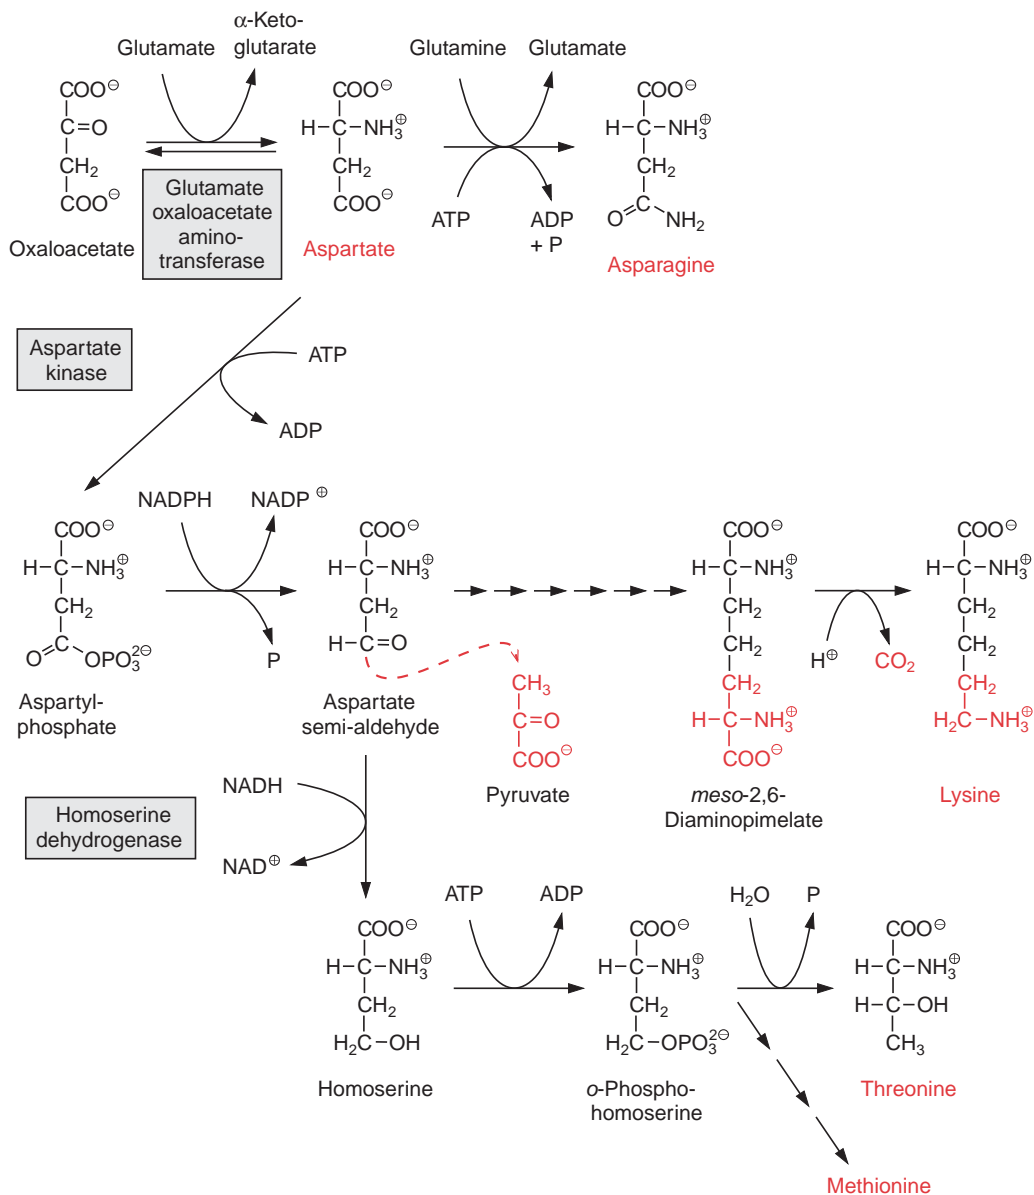 α-Keto-
Glutamate glutarate Glutamine Glutamate
COO⊖ COO⊖ COO⊖
C=O H–C–NH3⊕ H–C–NH3⊕
CH2 CH2 CH2
COO⊖ COO⊖ O C NH2
Glutamate
oxaloacetate
amino-
transferase
ATP ADP
+ P
Oxaloacetate Aspartate Asparagine
Aspartate
kinase
ATP
ADP
NADPH NADP⊕
COO⊖ COO⊖ COO⊖ COO⊖
H–C–NH3⊕ H–C–NH3⊕ H–C–NH3⊕ H–C–NH3⊕
CH2 CH2 CH2 CH2
O C OPO3 2⊖ P H–C=O CH2 H⊕ CO2 CH2
CH3 CH2 CH2
C=O H–C–NH3⊕ H2C–NH3⊕
COO⊖ COO⊖
Aspartyl-
phosphate
Aspartate
semi-aldehyde
Pyruvate
meso-2,6-
Diaminopimelate
Lysine
NADH
Homoserine
dehydrogenase
NAD⊕
ATP ADP H2O P
COO⊖ COO⊖ COO⊖
H–C–NH3⊕ H–C–NH3⊕ H–C–NH3⊕
CH2 CH2 H–C–OH
H2C–OH H2C–OPO3 2⊖ CH3
Homoserine
o-Phospho-
homoserine
Threonine
Methionine